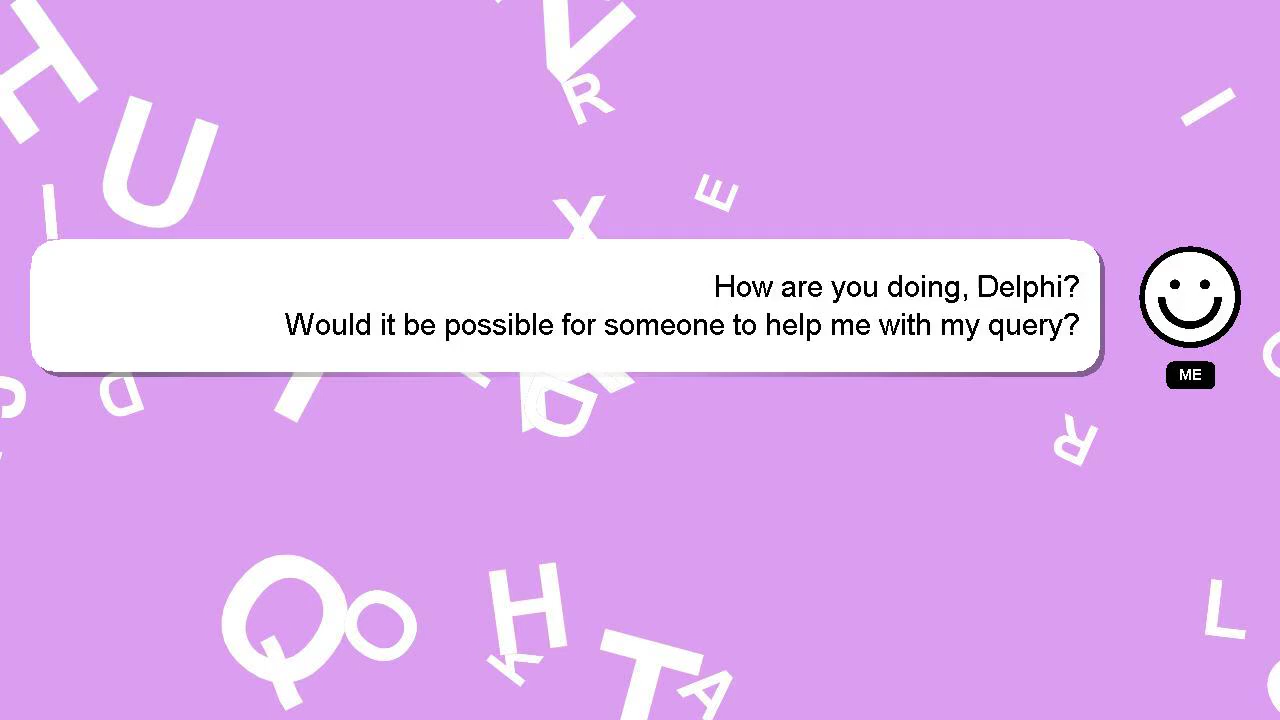 H
U
V
R
I
E
I
X
How are you doing, Delphi?
Would it be possible for someone to help me with my query?
ME
D
D
R
Q
O
H
K
T
A
L